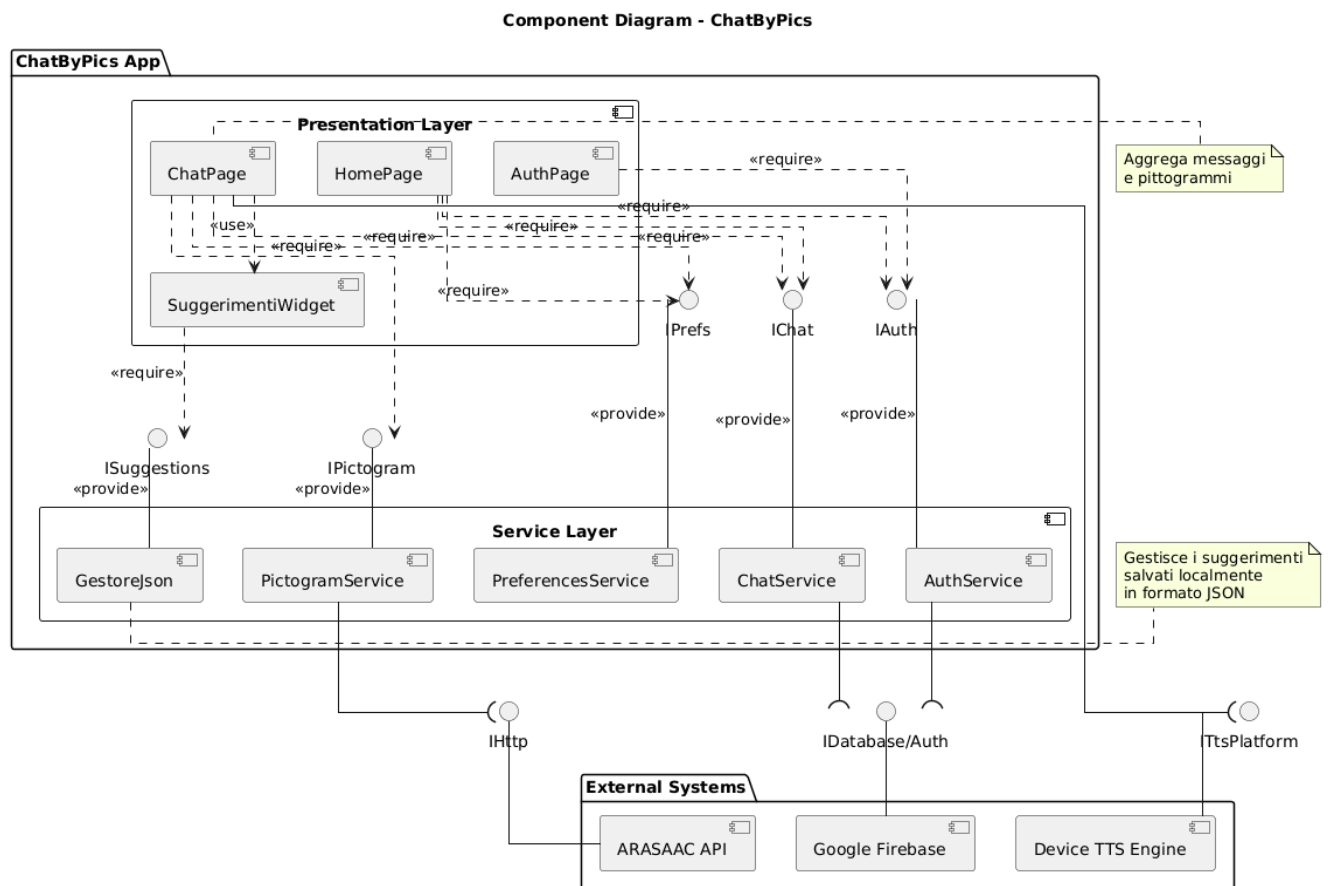 Component Diagram - ChatByPics
ChatByPics App
Presentation Layer
ChatPage
HomePage
AuthPage
«require»
Aggrega messaggi
e pittogrammi
«require»
«use»
«require»
«require»
«require»
«require»
«require»
SuggerimentiWidget
IPrefs
IChat
IAuth
«require»
«provide»
«provide»
«provide»
ISuggestions
IPictogram
«provide»
«provide»
Service Layer
GestoreJson
PictogramService
PreferencesService
ChatService
AuthService
Gestisce i suggerimenti
salvati localmente
in formato JSON
IHttp
IDatabase/Auth
ITtsPlatform
External Systems
ARASAAC API
Google Firebase
Device TTS Engine